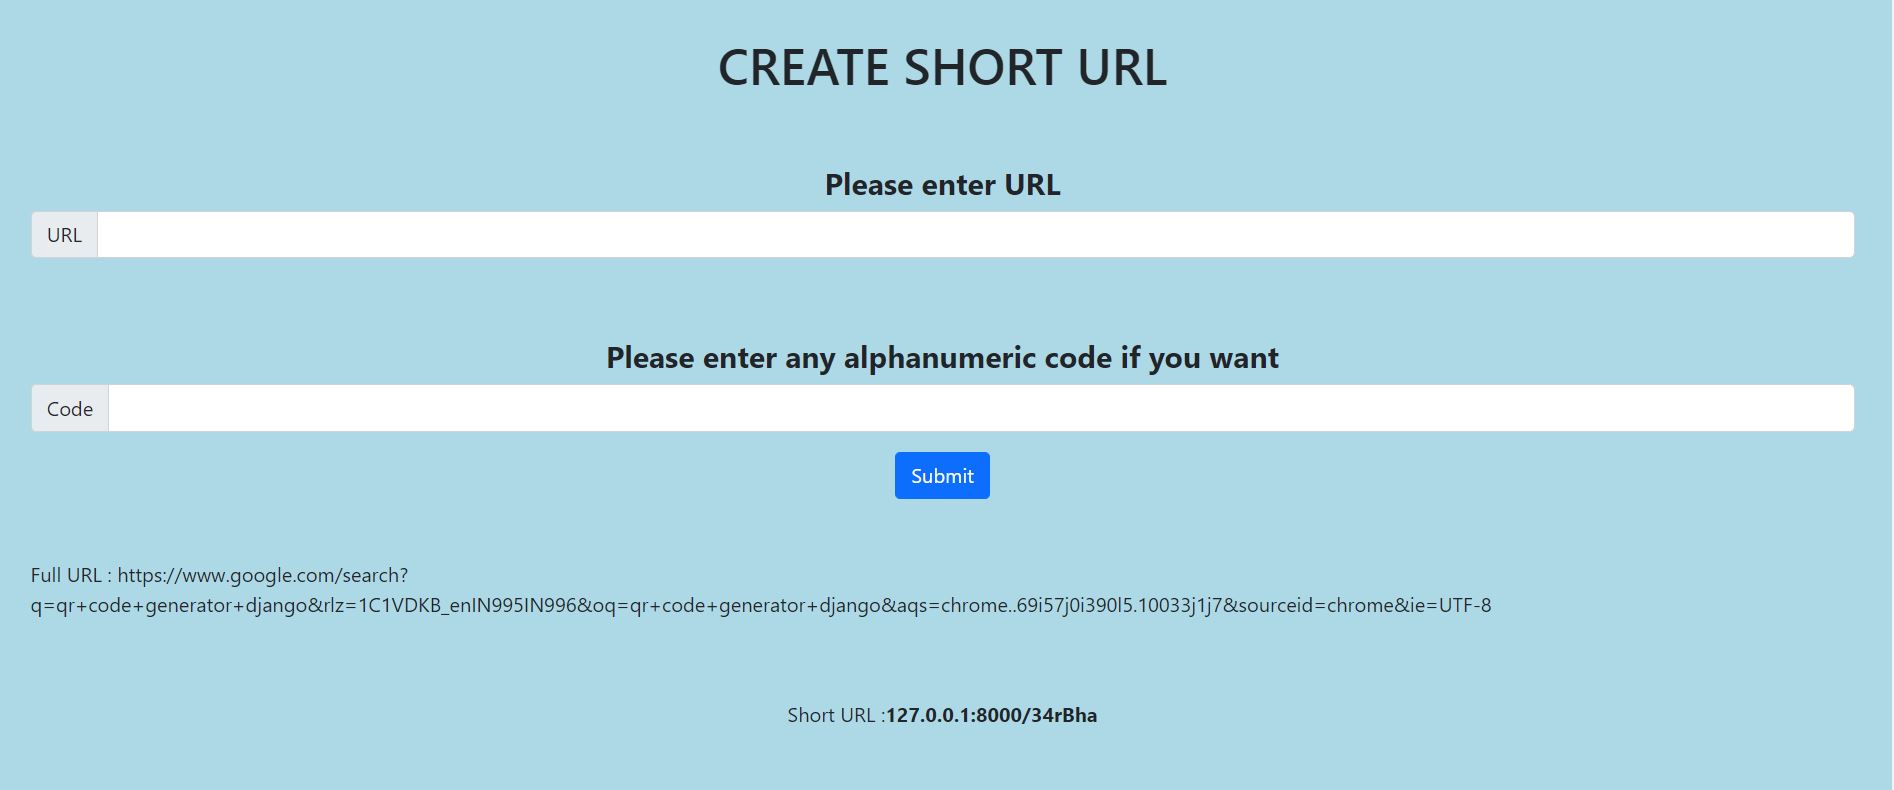 CREATE SHORT URL
Please enter URL
URL
Please enter any alphanumeric code if you want
Code
Submit
Full URL : https://www.google.com/search?
q=qr+code+generator+django&rlz=1C1VDKB_enIN995IN996&oq=qr+code+generator+django&aqs=chrome..69i57j0i390l5.10033j1j7&sourceid=chrome&ie=UTF-8
Short URL :127.0.0.1:8000/34rBha